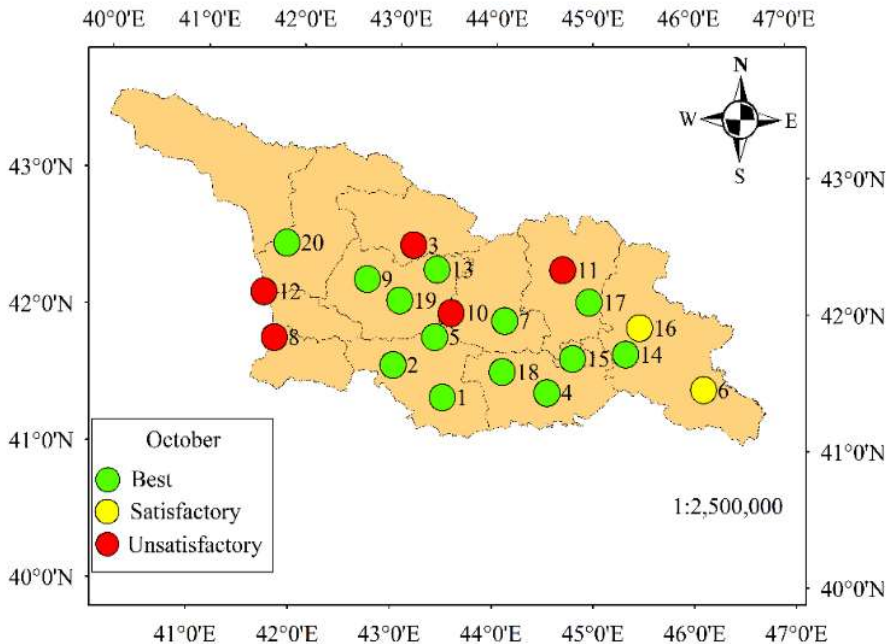 40°0'E 41°0'E 42°0'E 43°0'E 44°0'E 45°0'E 46°0'E 47°0'E
N
W E
S
43°0'N 43°0'N
20 3 13 11
9
12 19 10 17
42°0'N 42°0'N
8 5 7 16
2 18 15 14
1 4 6
41°0'N 41°0'N
October
Best
Satisfactory
Unsatisfactory
1:2,500,000
40°0'N 40°0'N
41°0'E 42°0'E 43°0'E 44°0'E 45°0'E 46°0'E 47°0'E